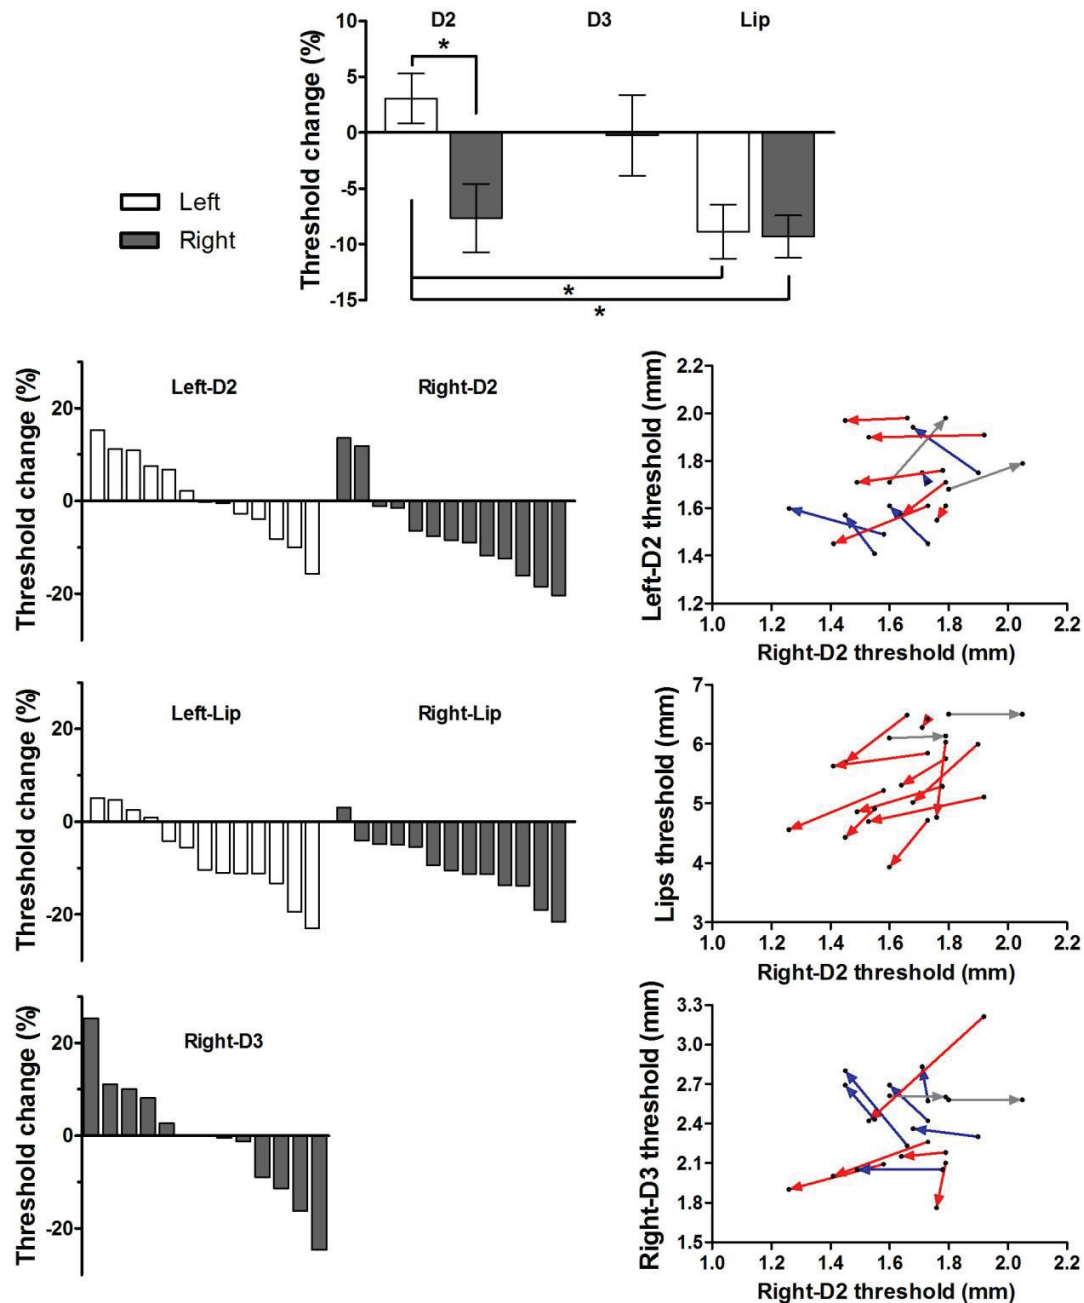 D2 D3 Lip
Threshold change (%)
10
5
0
-5
-10
-15
*
*
*
Left
Right
Threshold change (%)
20
0
-20
Left-D2
Right-D2
Left-D2 threshold (mm)
2.2
2.0
1.8
1.6
1.4
1.2
1.0 1.2 1.4 1.6 1.8 2.0 2.2
Right-D2 threshold (mm)
Threshold change (%)
20
0
-20
Left-Lip
Right-Lip
Lips threshold (mm)
7
6
5
4
3
1.0 1.2 1.4 1.6 1.8 2.0 2.2
Right-D2 threshold (mm)
Threshold change (%)
20
0
-20
Right-D3
Right-D3 threshold (mm)
3.3
3.0
2.7
2.4
2.1
1.8
1.5
1.0 1.2 1.4 1.6 1.8 2.0 2.2
Right-D2 threshold (mm)